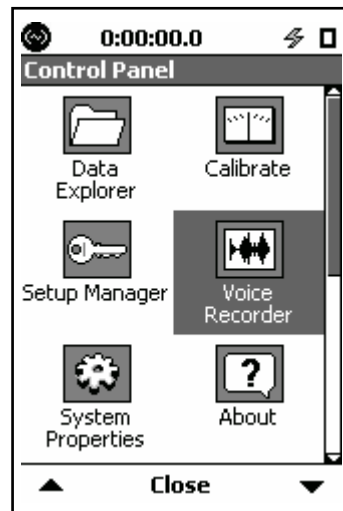 0:00:00.0
Control Panel
Data
Explorer
Calibrate
Setup Manager
Voice
Recorder
System
Properties
?
About
Close